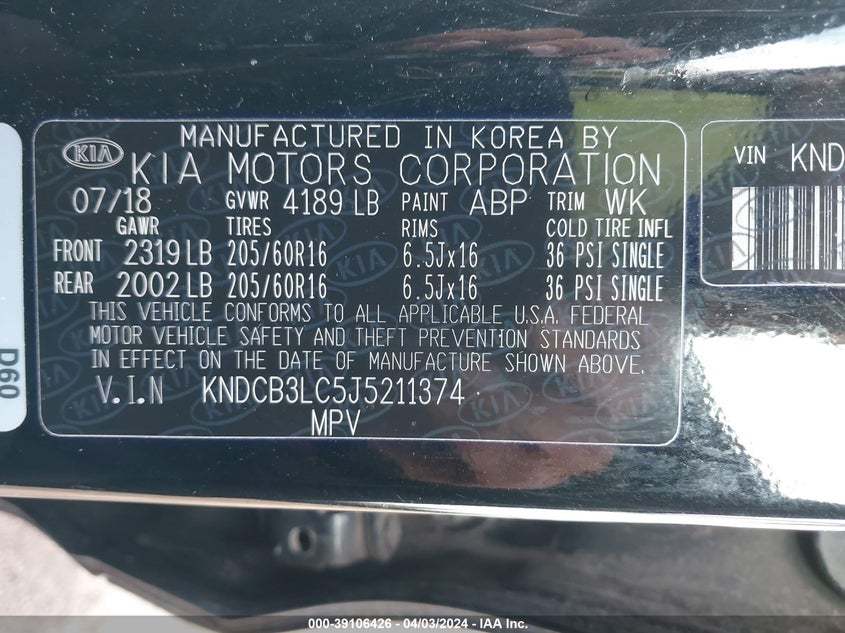 MANUFACTURED IN KOREA BY
KIA KIA MOTORS CORPORATION
07/18 GVWR 4189 LB PAINT ABP TRIM WK
GAWR TIRES RIMS COLD TIRE INFL
FRONT 2319 LB 205/60R16 6.5Jx16 36 PSI SINGLE
REAR 2002 LB 205/60R16 6.5Jx16 36 PSI SINGLE
THIS VEHICLE CONFORMS TO ALL APPLICABLE U.S.A. FEDERAL
MOTOR VEHICLE SAFETY AND THEFT PREVENTION STANDARDS
IN EFFECT ON THE DATE OF MANUFACTURE SHOWN ABOVE.
V.I.N KNDCB3LC5J5211374
MPV
VIN KND
D60
000-39106426 - 04/03/2024 - IAA Inc.